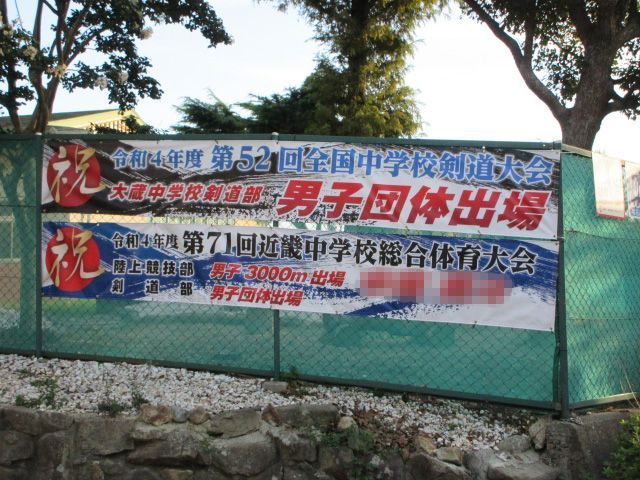 祝 令和4年度 第52回全国中学校剣道大会
大蔵中学校剣道部 男子団体出場
祝 令和4年度 第71回近畿中学校総合体育大会
陸上競技部 男子 3000m 出場
剣道部 男子団体出場